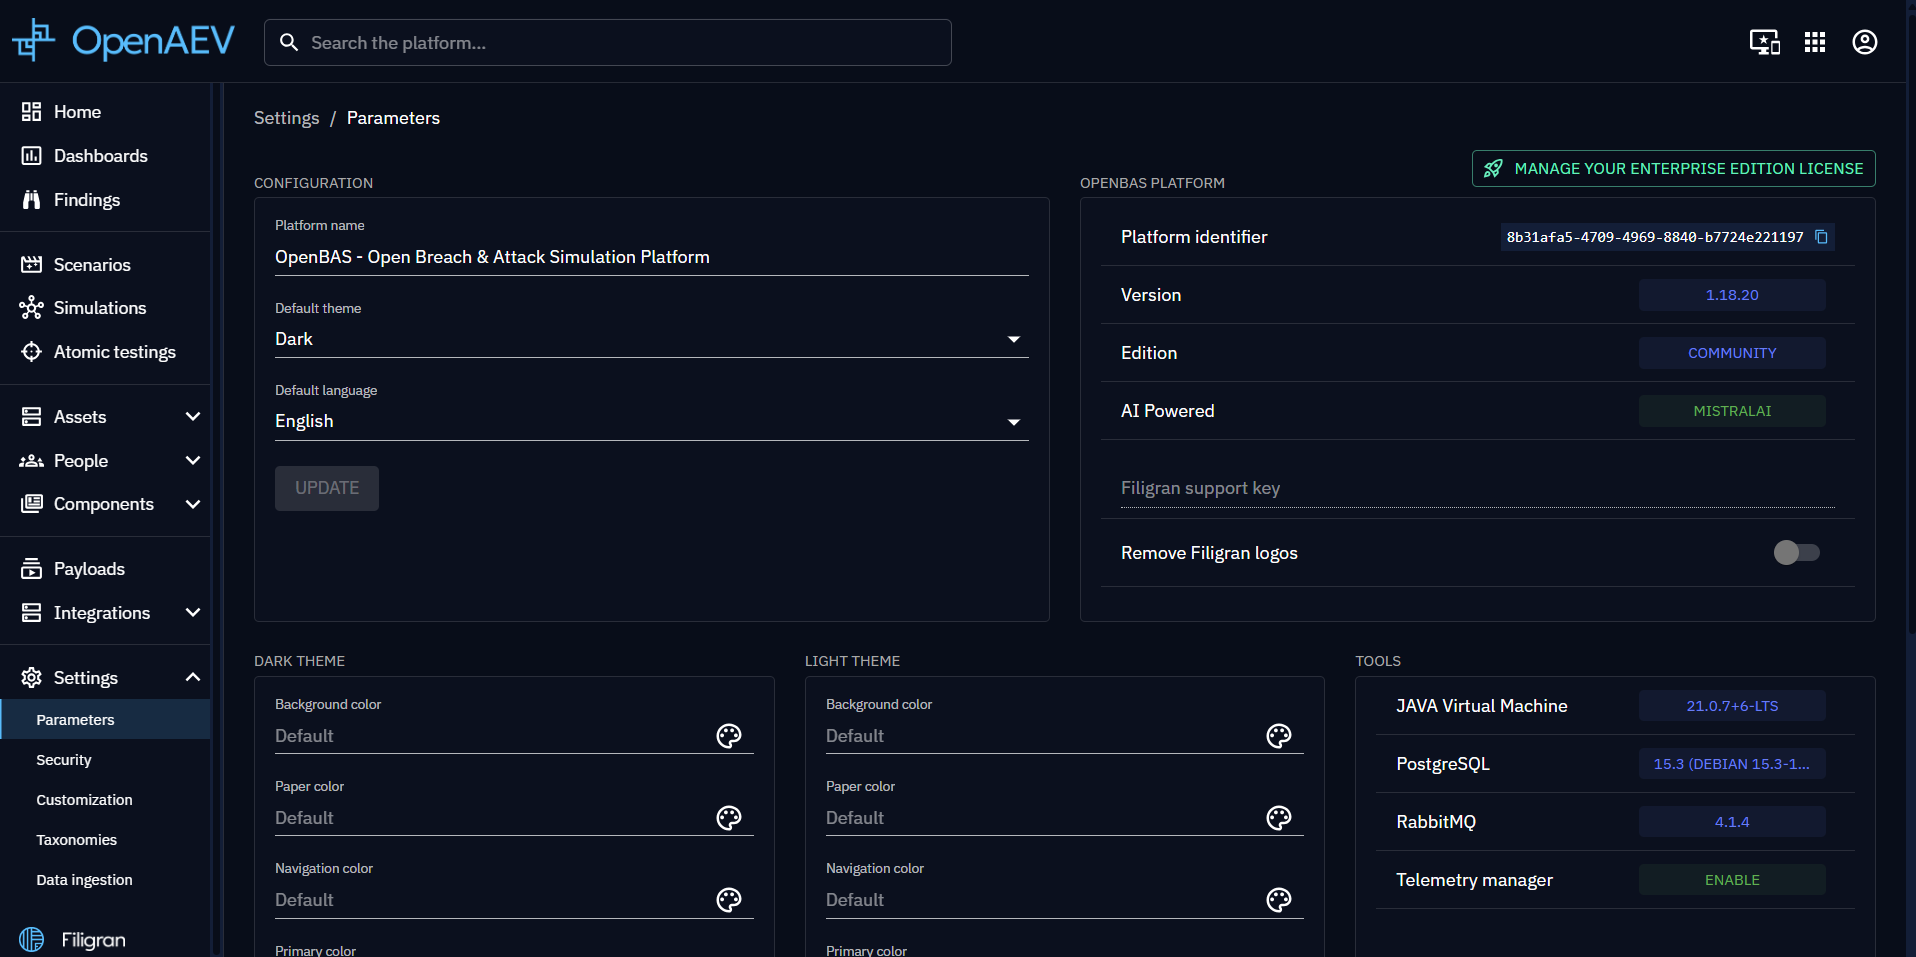 OpenAEV
Search the platform...
Home
Dashboards
Findings
Scenarios
Simulations
Atomic testings
Assets
People
Components
Payloads
Integrations
Settings
Parameters
Security
Customization
Taxonomies
Data ingestion
Filigran
Settings / Parameters
CONFIGURATION
Platform name
OpenBAS - Open Breach & Attack Simulation Platform
Default theme
Dark
Default language
English
UPDATE
OPENBAS PLATFORM
MANAGE YOUR ENTERPRISE EDITION LICENSE
Platform identifier 8b31afa5-4709-4969-8840-b7724e221197
Version 1.18.20
Edition COMMUNITY
AI Powered MISTRALAI
Filigran support key
Remove Filigran logos
DARK THEME
Background color
Default
Paper color
Default
Navigation color
Default
Primary color
LIGHT THEME
Background color
Default
Paper color
Default
Navigation color
Default
Primary color
TOOLS
JAVA Virtual Machine 21.0.7+6-LTS
PostgreSQL 15.3 (DEBIAN 15.3-1...
RabbitMQ 4.1.4
Telemetry manager ENABLE